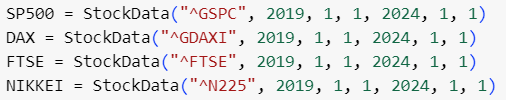 SP500 = StockData("^GSPC", 2019, 1, 1, 2024, 1, 1)
DAX = StockData("^GDAXI", 2019, 1, 1, 2024, 1, 1)
FTSE = StockData("^FTSE", 2019, 1, 1, 2024, 1, 1)
NIKKEI = StockData("^N225", 2019, 1, 1, 2024, 1, 1)